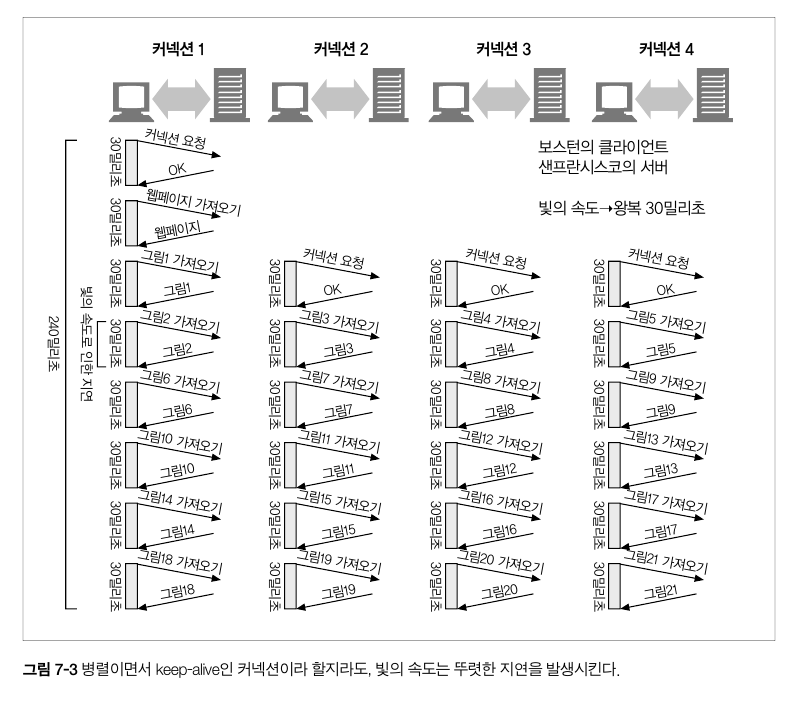 커넥션 1
커넥션 2
커넥션 3
커넥션 4
보스턴의 클라이언트
샌프란시스코의 서버
빛의 속도→왕복 30밀리초
240밀리초
빛의 속도로 인한 지연
30밀리초
커넥션 요청
OK
30밀리초
웹페이지 가져오기
웹페이지
30밀리초
그림1 가져오기
그림1
30밀리초
커넥션 요청
OK
30밀리초
커넥션 요청
OK
30밀리초
커넥션 요청
OK
30밀리초
그림2 가져오기
그림2
30밀리초
그림3 가져오기
그림3
30밀리초
그림4 가져오기
그림4
30밀리초
그림5 가져오기
그림5
30밀리초
그림6 가져오기
그림6
30밀리초
그림7 가져오기
그림7
30밀리초
그림8 가져오기
그림8
30밀리초
그림9 가져오기
그림9
30밀리초
그림10 가져오기
그림10
30밀리초
그림11 가져오기
그림11
30밀리초
그림12 가져오기
그림12
30밀리초
그림13 가져오기
그림13
30밀리초
그림14 가져오기
그림14
30밀리초
그림15 가져오기
그림15
30밀리초
그림16 가져오기
그림16
30밀리초
그림17 가져오기
그림17
30밀리초
그림18 가져오기
그림18
30밀리초
그림19 가져오기
그림19
30밀리초
그림20 가져오기
그림20
30밀리초
그림21 가져오기
그림21
그림 7-3 병렬이면서 keep-alive인 커넥션이라 할지라도, 빛의 속도는 뚜렷한 지연을 발생시킨다.